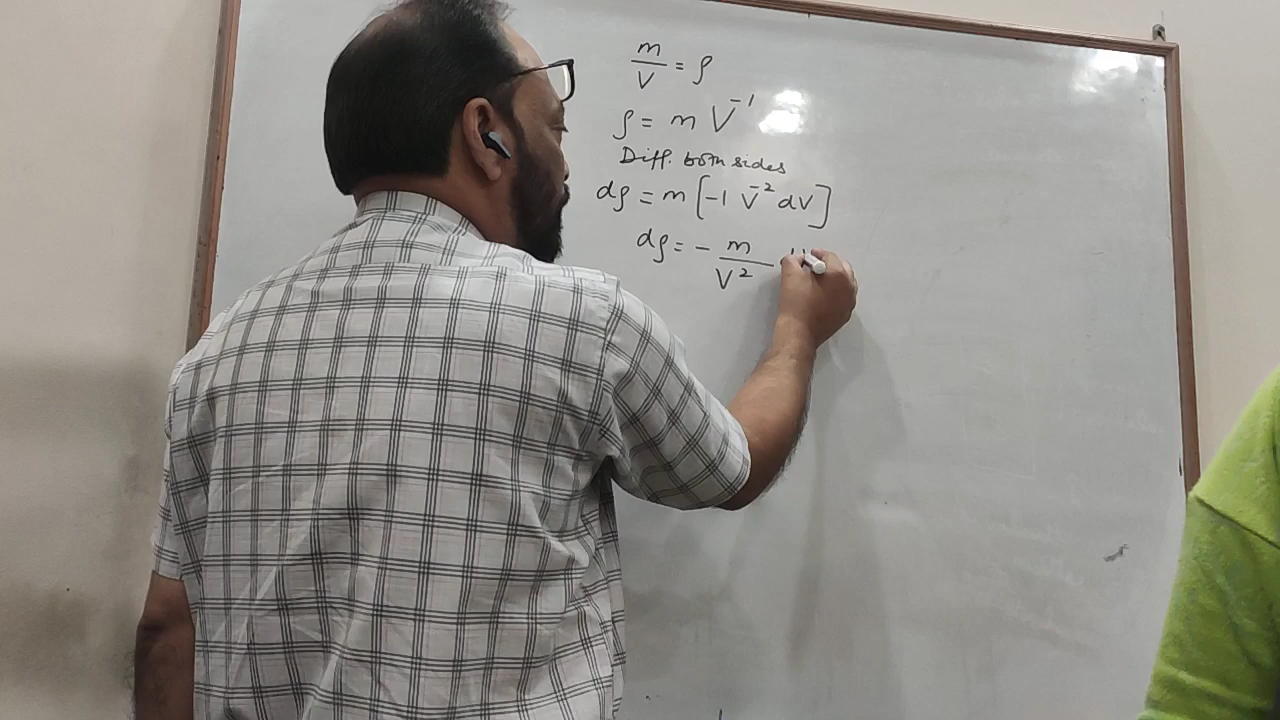 m/V = ρ
ρ = m V⁻¹
Diff. both sides
dρ = m [-1 V⁻² dV]
dρ = - m/V²